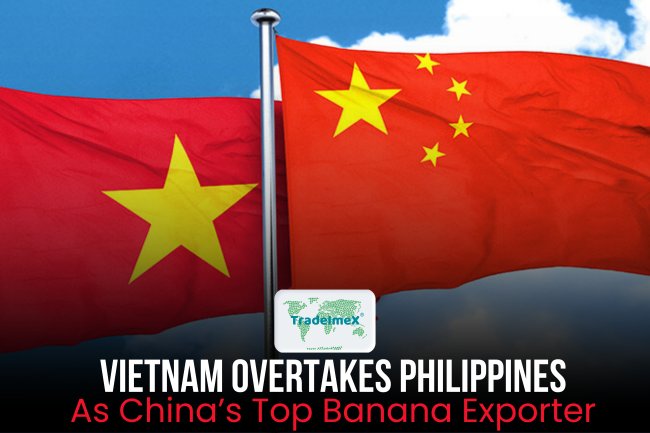 TradeImeX®
VIETNAM OVERTAKES PHILIPPINES
As China's Top Banana Exporter